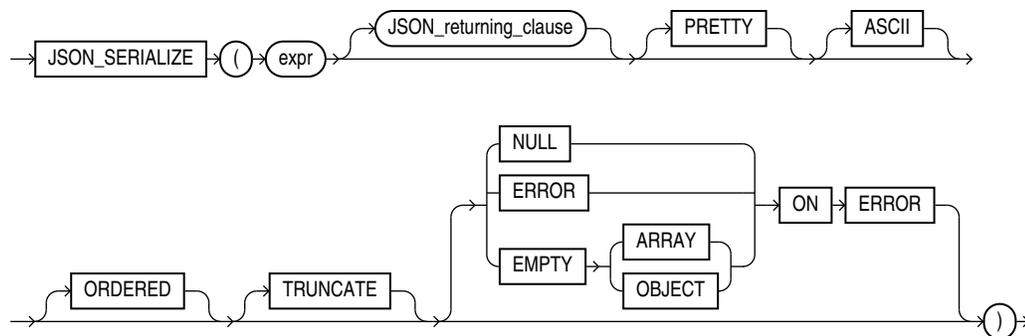 JSON_SERIALIZE ( expr JSON_returning_clause PRETTY ASCII
NULL
ERROR ON ERROR
EMPTY ARRAY
OBJECT
ORDERED TRUNCATE )